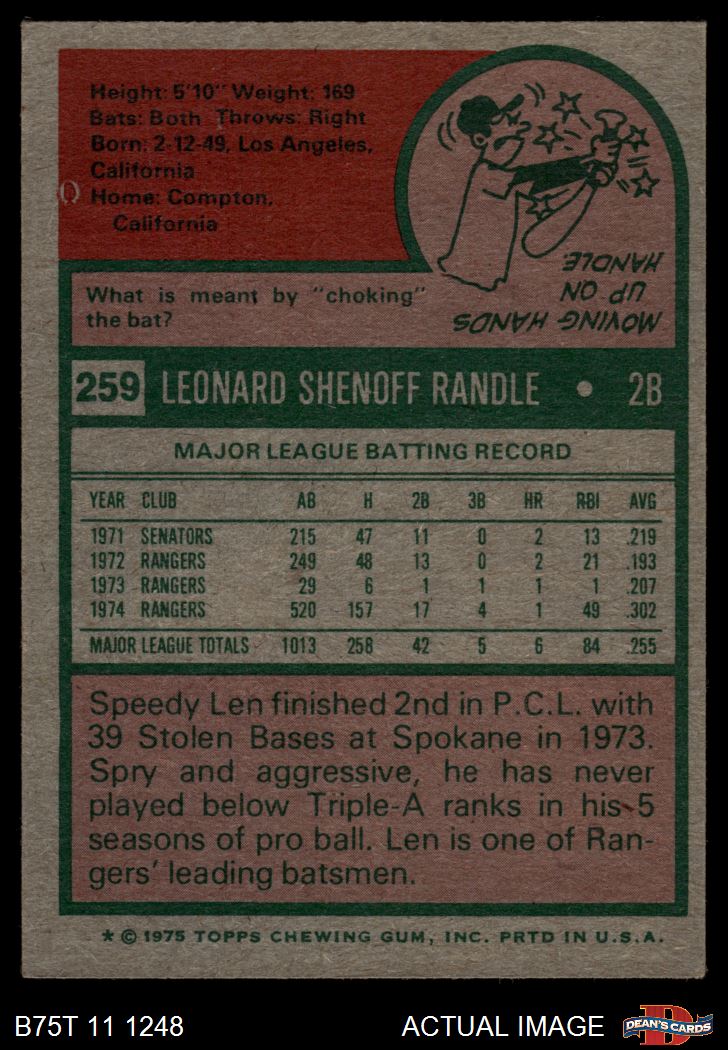 Height: 5'10" Weight: 169
Bats: Both Throws: Right
Born: 2-12-49, Los Angeles,
California
Home: Compton,
California
What is meant by "choking"
the bat?
MOVING HANDS
UP ON
HANDLE
259 LEONARD SHENOFF RANDLE • 2B
MAJOR LEAGUE BATTING RECORD
YEAR CLUB AB H 2B 3B HR RBI AVG
1971 SENATORS 215 47 11 0 2 13 .219
1972 RANGERS 249 48 13 0 2 21 .193
1973 RANGERS 29 6 1 1 1 1 .207
1974 RANGERS 520 157 17 4 1 49 .302
MAJOR LEAGUE TOTALS 1013 258 42 5 6 84 .255
Speedy Len finished 2nd in P.C.L. with
39 Stolen Bases at Spokane in 1973.
Spry and aggressive, he has never
played below Triple-A ranks in his 5
seasons of pro ball. Len is one of Ran-
gers' leading batsmen.
* © 1975 TOPPS CHEWING GUM, INC. PRTD IN U.S.A.
B75T 11 1248 ACTUAL IMAGE
D
DEAN'S CARDS